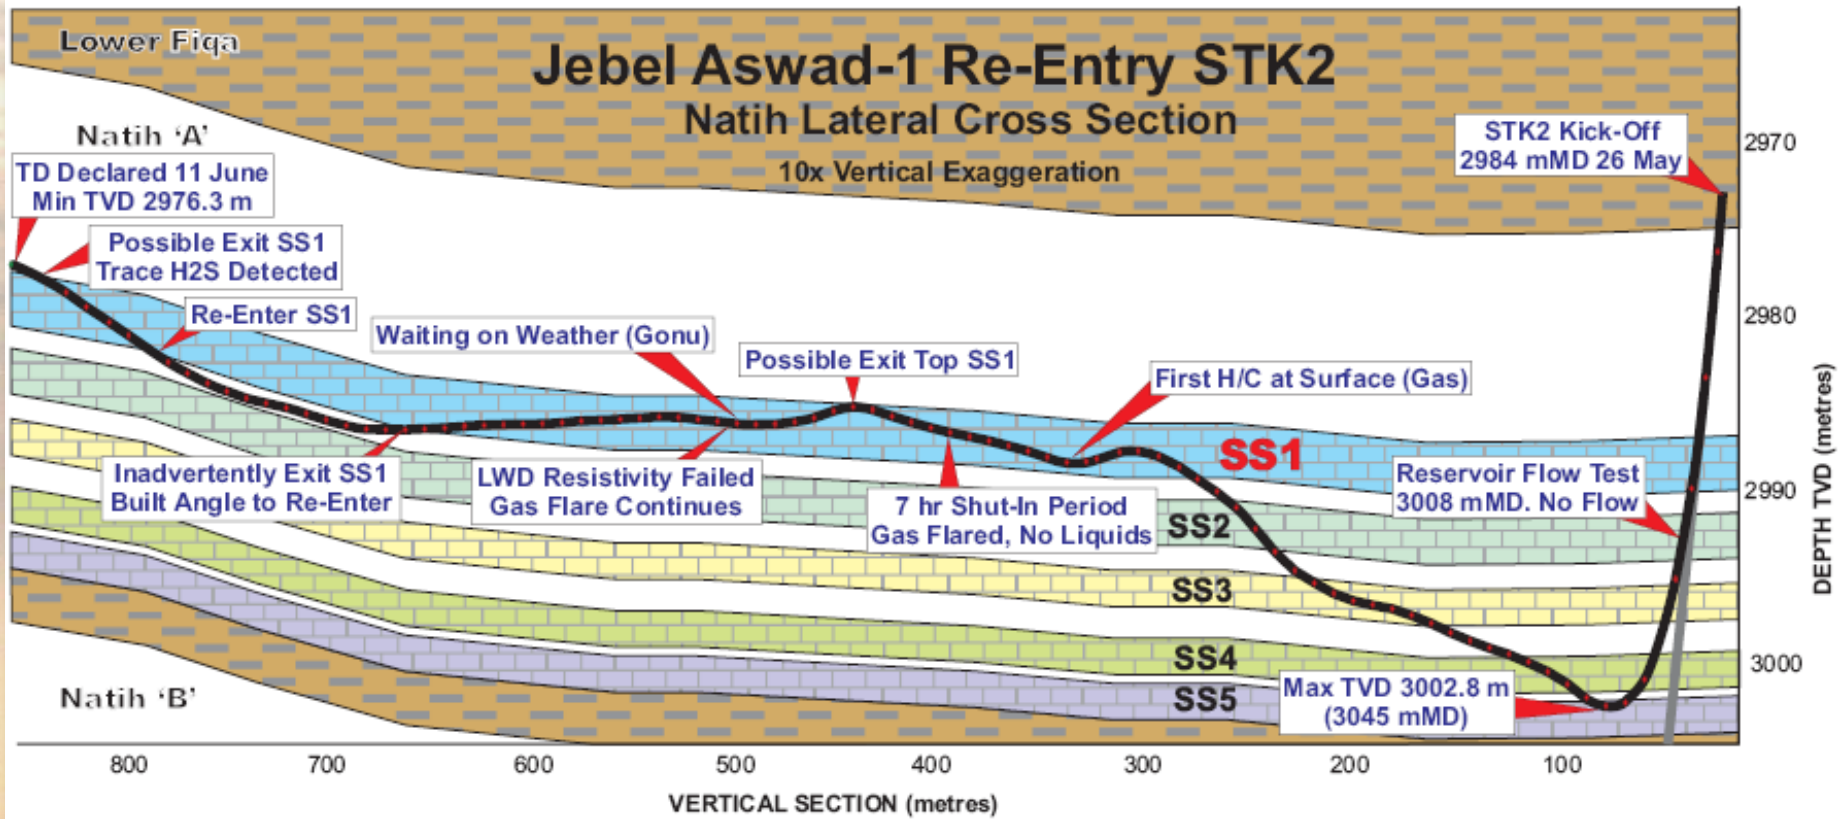 Lower Fiqa
Jebel Aswad-1 Re-Entry STK2
Natih Lateral Cross Section
10x Vertical Exaggeration
Natih 'A'
STK2 Kick-Off
2984 mMD 26 May
TD Declared 11 June
Min TVD 2976.3 m
Possible Exit SS1
Trace H2S Detected
Re-Enter SS1
Waiting on Weather (Gonu)
Possible Exit Top SS1
First H/C at Surface (Gas)
Inadvertently Exit SS1
Built Angle to Re-Enter
LWD Resistivity Failed
Gas Flare Continues
7 hr Shut-In Period
Gas Flared, No Liquids
Reservoir Flow Test
3008 mMD. No Flow
SS1
SS2
SS3
SS4
SS5
Max TVD 3002.8 m
(3045 mMD)
Natih 'B'
2970
2980
2990
3000
DEPTH TVD (metres)
800 700 600 500 400 300 200 100
VERTICAL SECTION (metres)